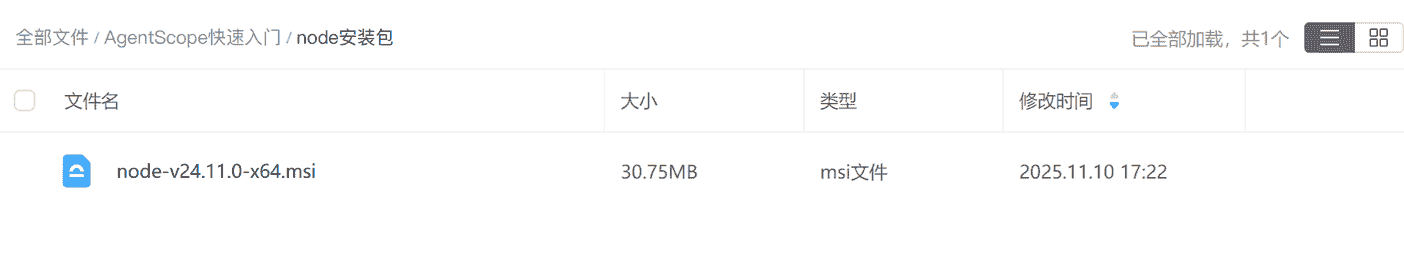 全部文件 / AgentScope快速入门 / node安装包 已全部加载，共1个
文件名 大小 类型 修改时间
node-v24.11.0-x64.msi 30.75MB msi文件 2025.11.10 17:22